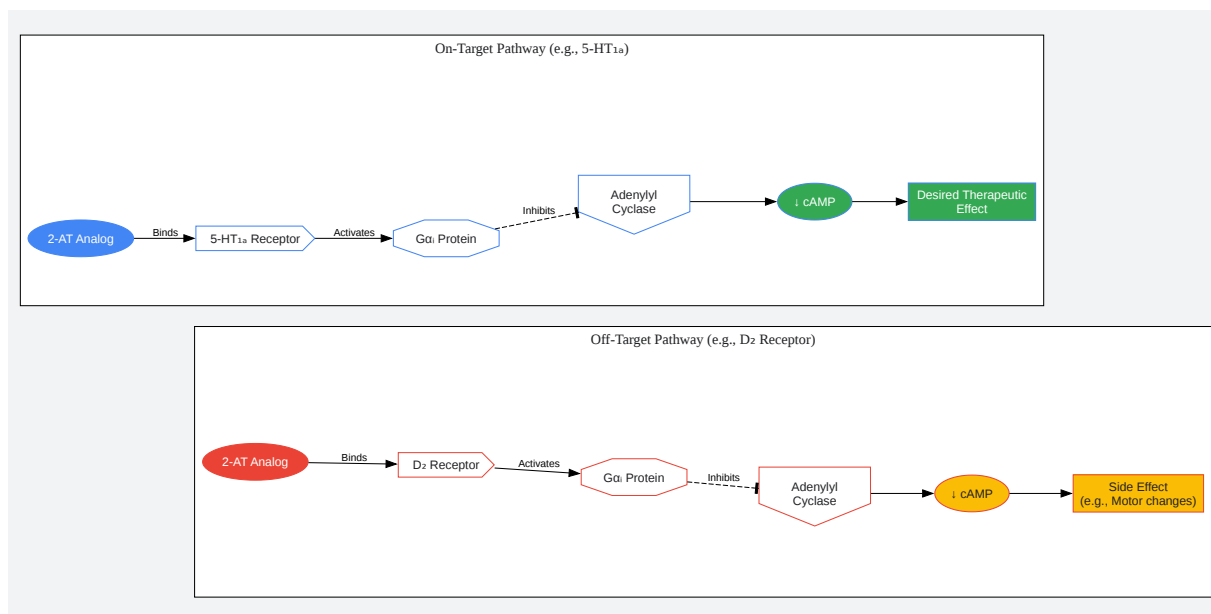 On-Target Pathway (e.g., 5-HT₁ₐ)
2-AT Analog
Binds
5-HT₁ₐ Receptor
Activates
Gαᵢ Protein
Inhibits
Adenylyl
Cyclase
↓ cAMP
Desired Therapeutic
Effect
Off-Target Pathway (e.g., D₂ Receptor)
2-AT Analog
Binds
D₂ Receptor
Activates
Gαᵢ Protein
Inhibits
Adenylyl
Cyclase
↓ cAMP
Side Effect
(e.g., Motor changes)